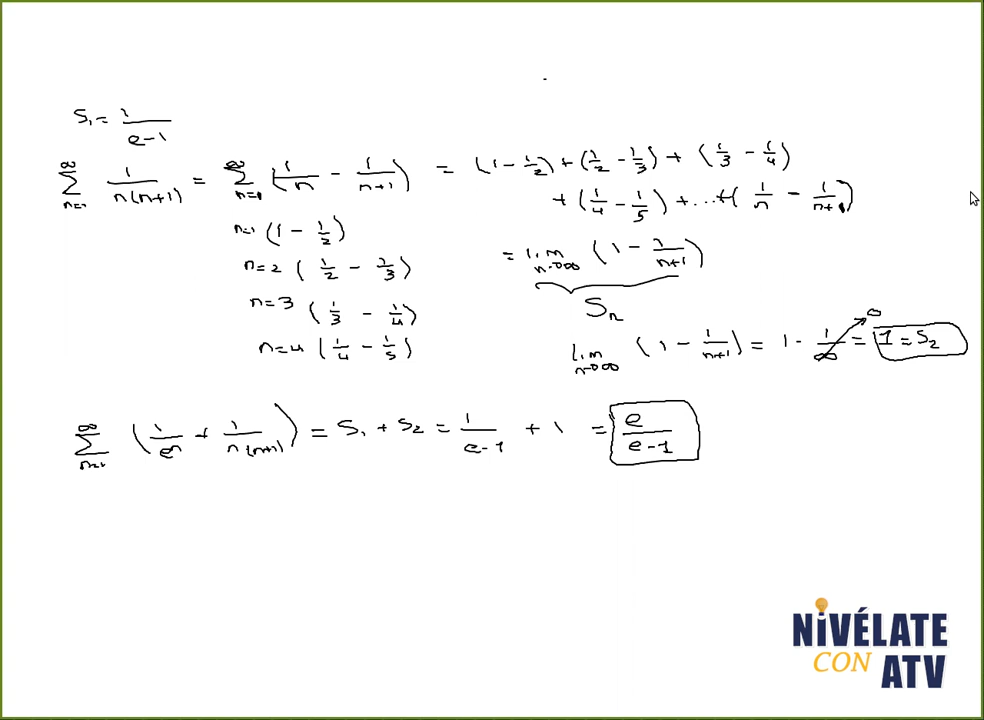 S₁ = 1/(e-1)
∞∑n=1 1/(n(n+1)) = ∞∑n=1 (1/n - 1/(n+1)) = (1 - 1/2) + (1/2 - 1/3) + (1/3 - 1/4)
+ (1/4 - 1/5) + ... + (1/n - 1/(n+1))
n=1 (1 - 1/2)
= lim n→∞ (1 - 1/(n+1))
n=2 (1/2 - 1/3)
n=3 (1/3 - 1/4)
Sn
n=4 (1/4 - 1/5)
lim n→∞ (1 - 1/(n+1)) = 1 - 1/∞ → 0 = 1 = S₂
∞∑n=1 (1/eⁿ + 1/(n(n+1))) = S₁ + S₂ = 1/(e-1) + 1 = e/(e-1)
NIVÉLATE
CON
ATV